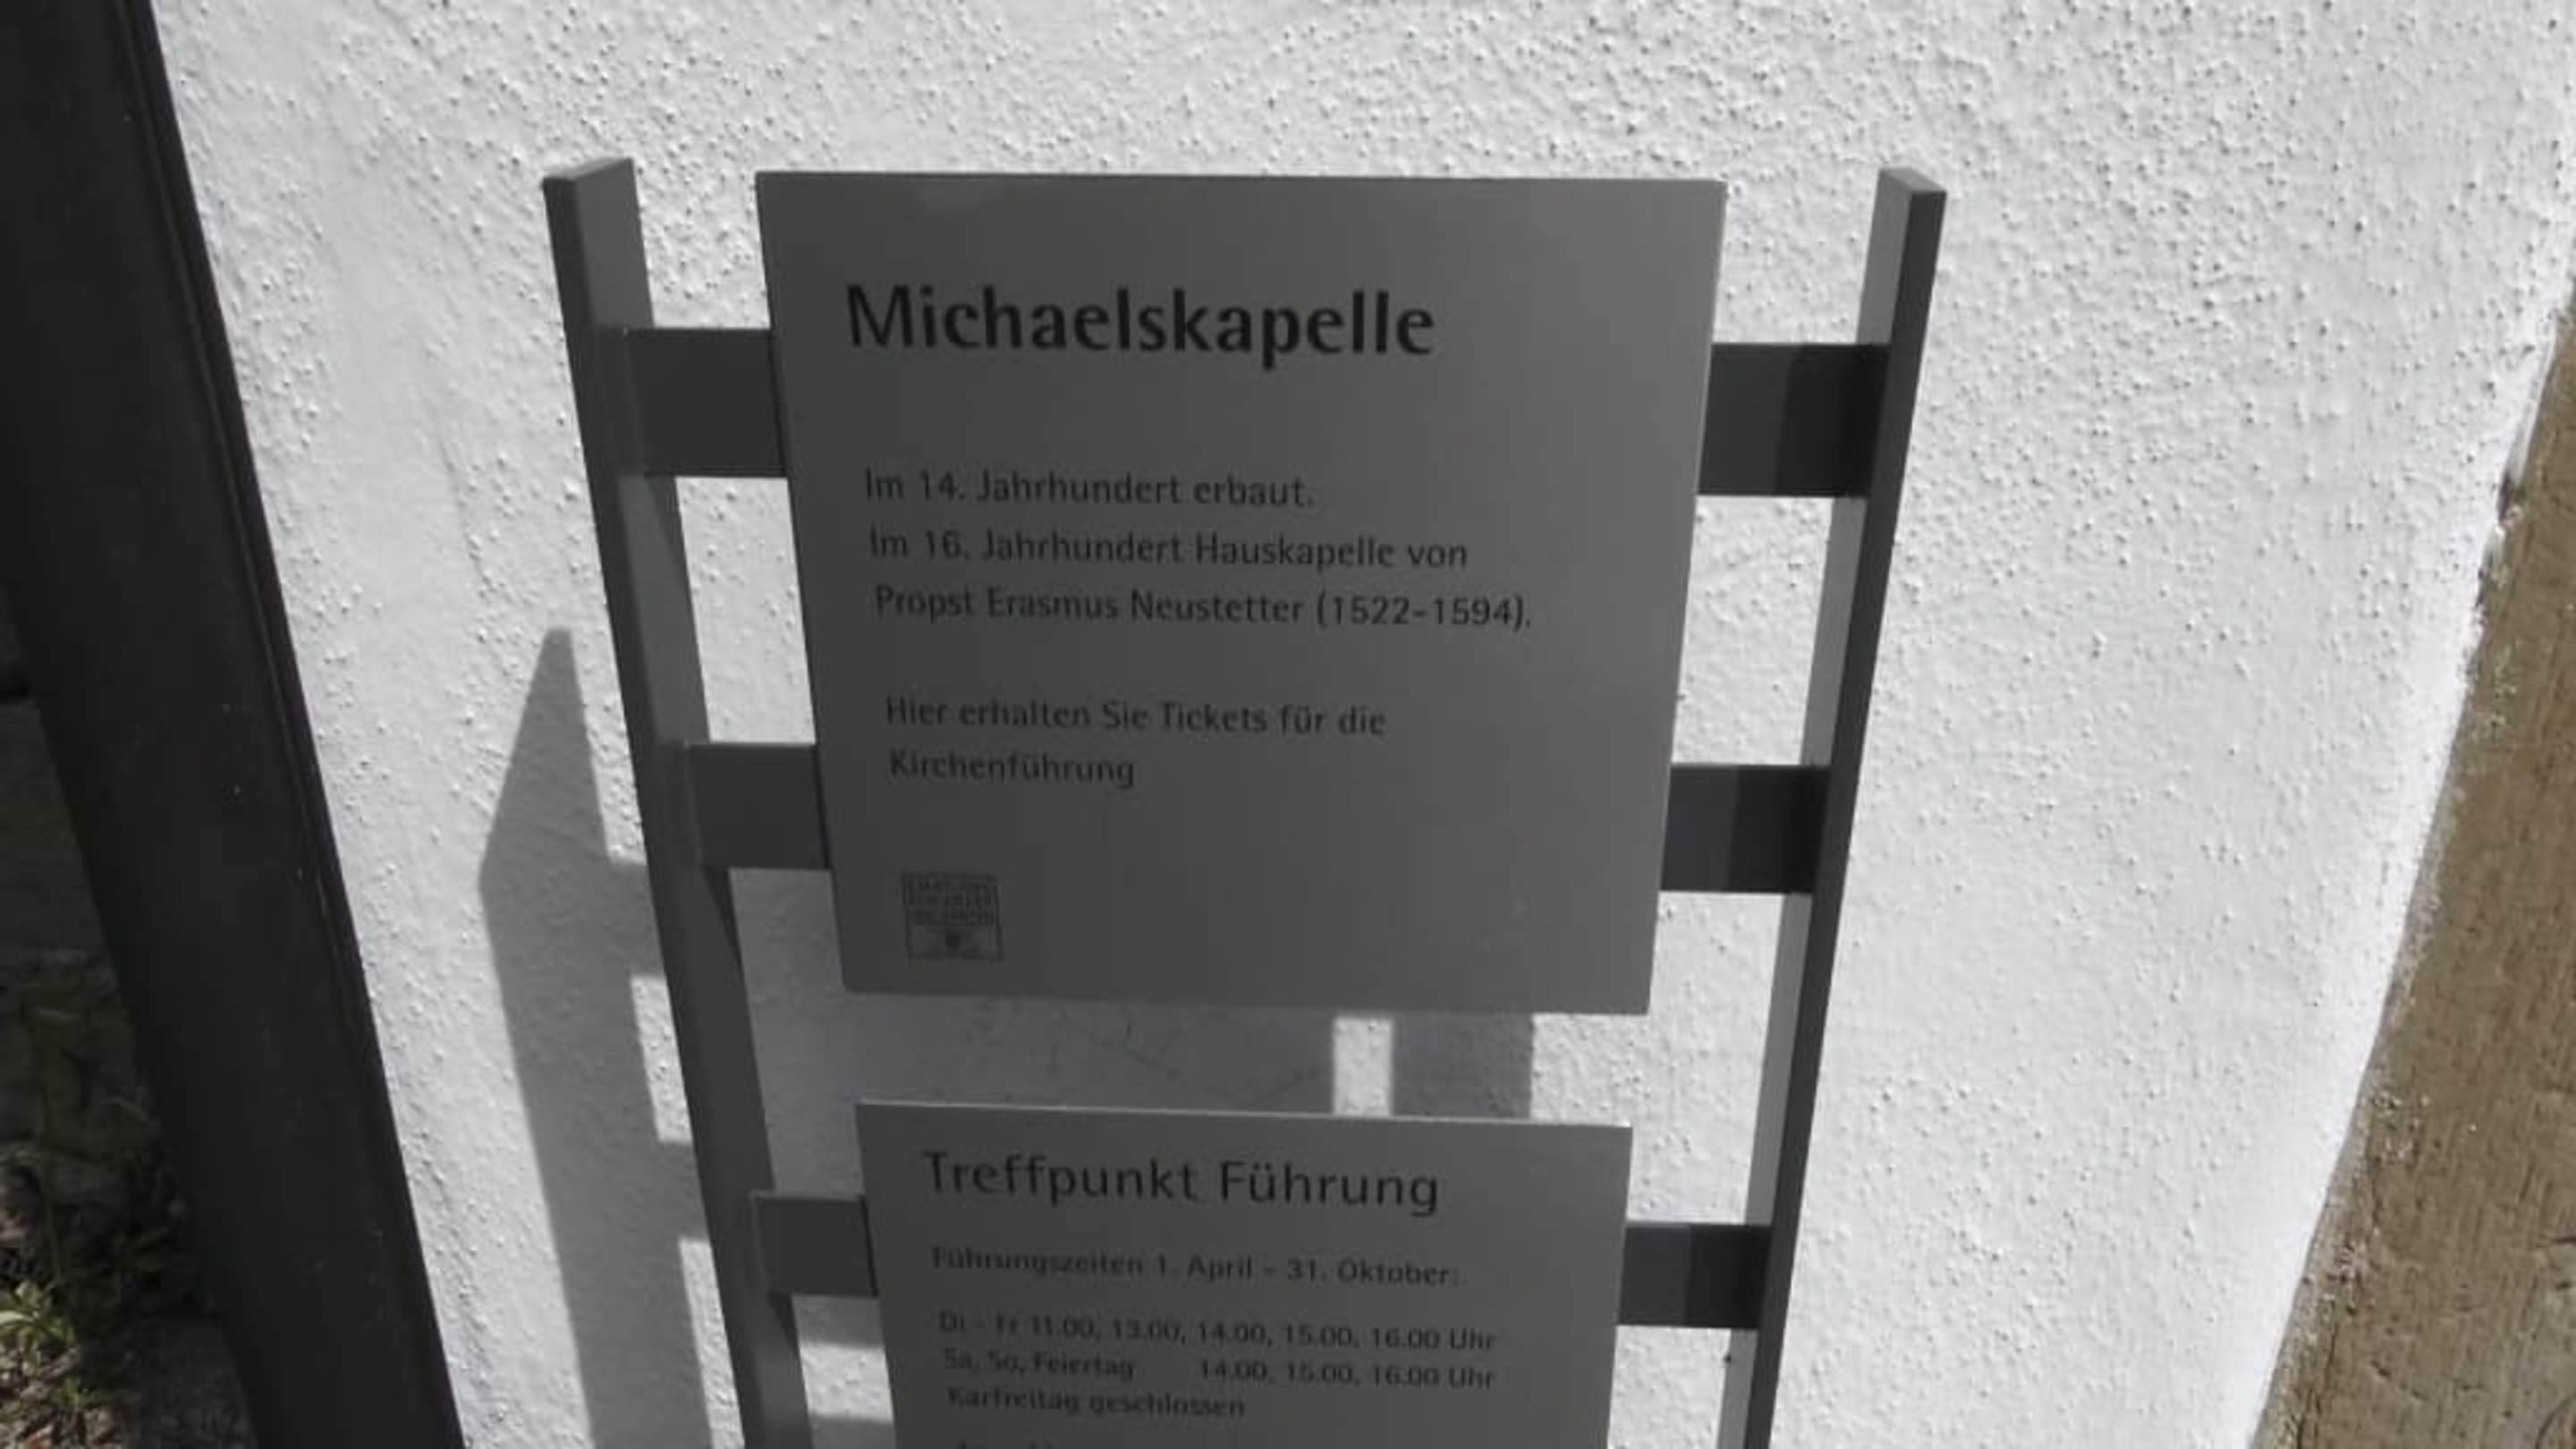 Michaelskapelle
Im 14. Jahrhundert erbaut.
Im 16. Jahrhundert Hauskapelle von
Propst Erasmus Neustetter (1522-1594).
Hier erhalten Sie Tickets für die
Kirchenführung
Treffpunkt Führung
Führungszeiten 1. April - 31. Oktober:
Di - Fr 11.00, 13.00, 14.00, 15.00, 16.00 Uhr
Sa, So, Feiertag 14.00, 15.00, 16.00 Uhr
Karfreitag geschlossen